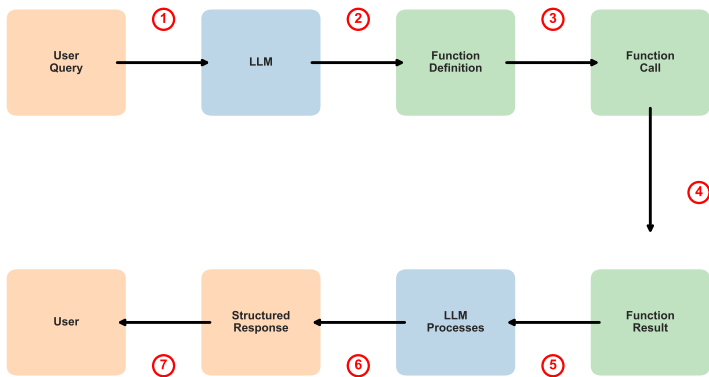 1
2
3
User
Query
LLM
Function
Definition
Function
Call
4
User
Structured
Response
LLM
Processes
Function
Result
7
6
5